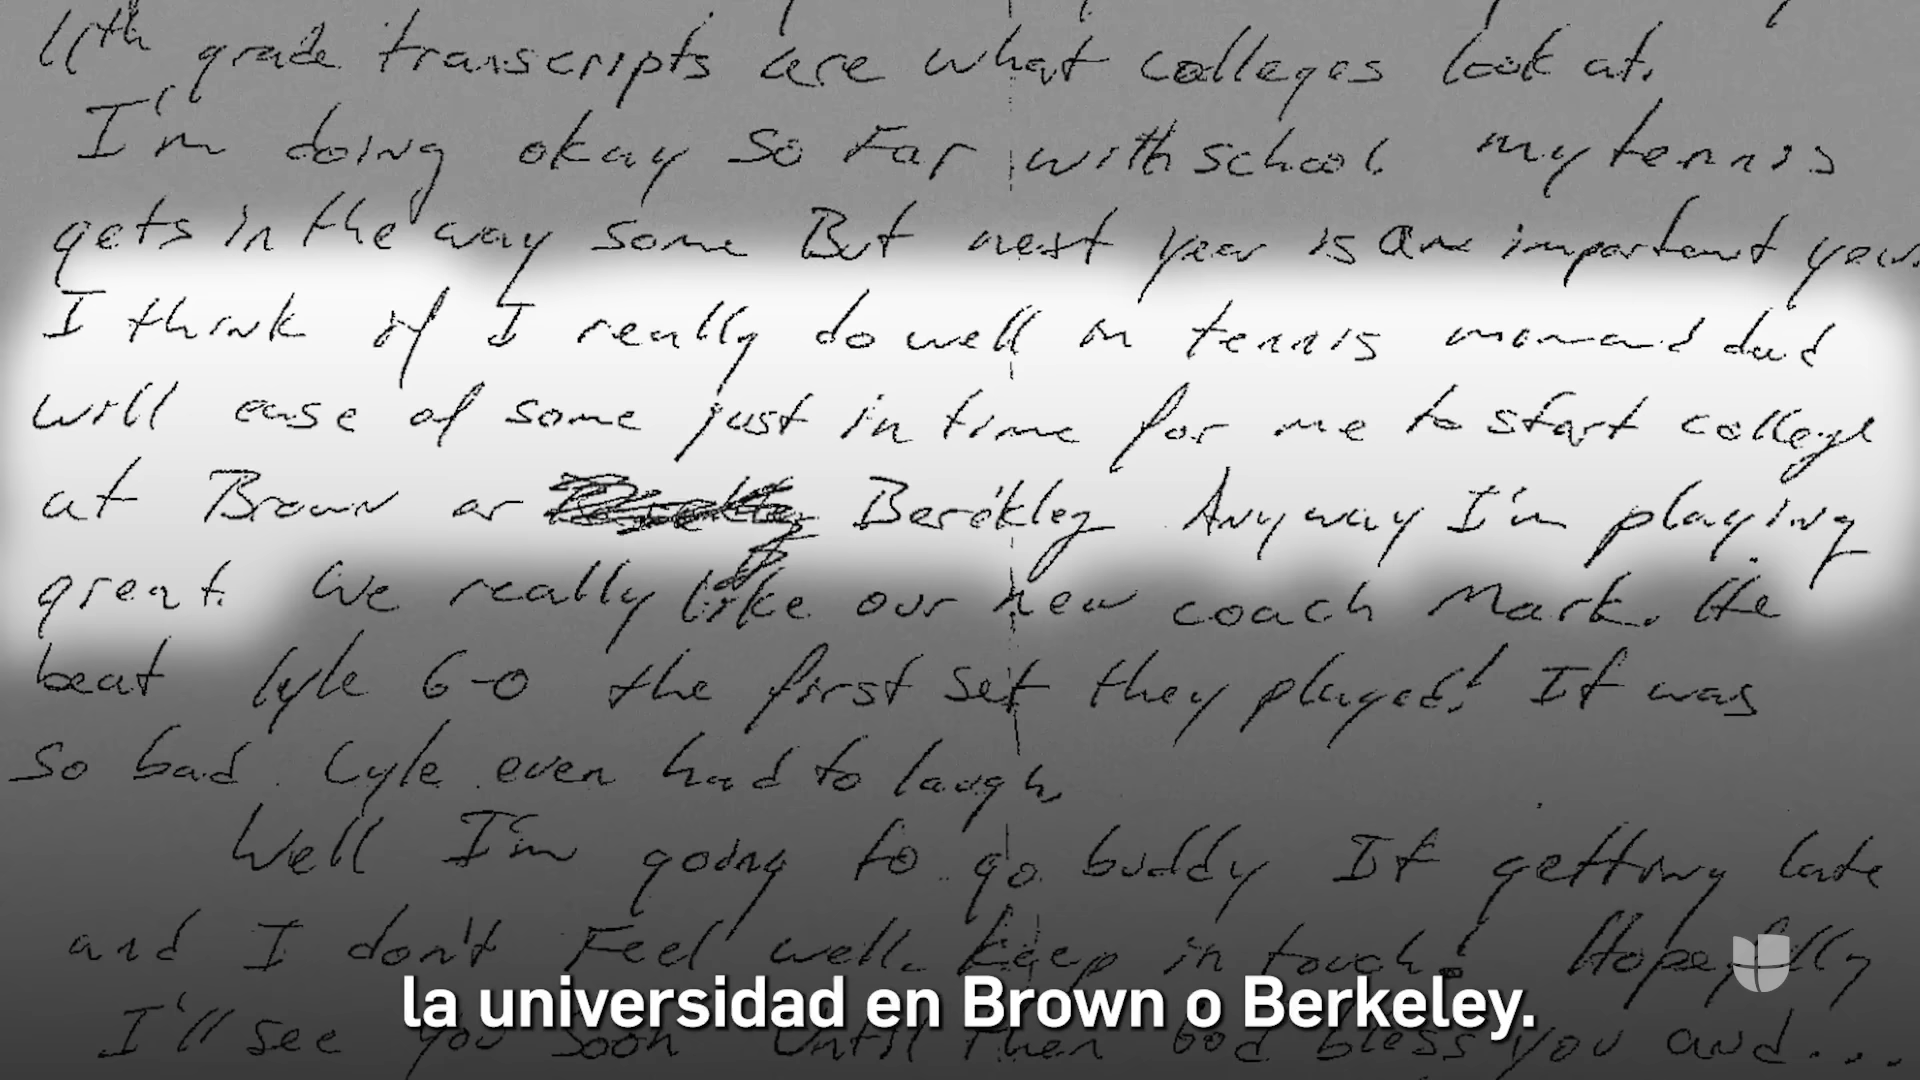 11th grade transcripts are what colleges look at.
I'm doing okay so Far with school. my tennis
gets in the way some But next year is an important year.
I think if I really do well in tennis mom and dad
will ease of some just in time for me to start college
at Brown or Berekley Anyway I'm playing
great. We really like our new coach Mark. He
beat lyle 6-0 the first set they played! It was
so bad. Lyle even had to laugh.
Well I'm going to go buddy It getting late
and I don't Feel well. Keep in touch! Hopefully
I'll see you soon until then God bless you and...
la universidad en Brown o Berkeley.